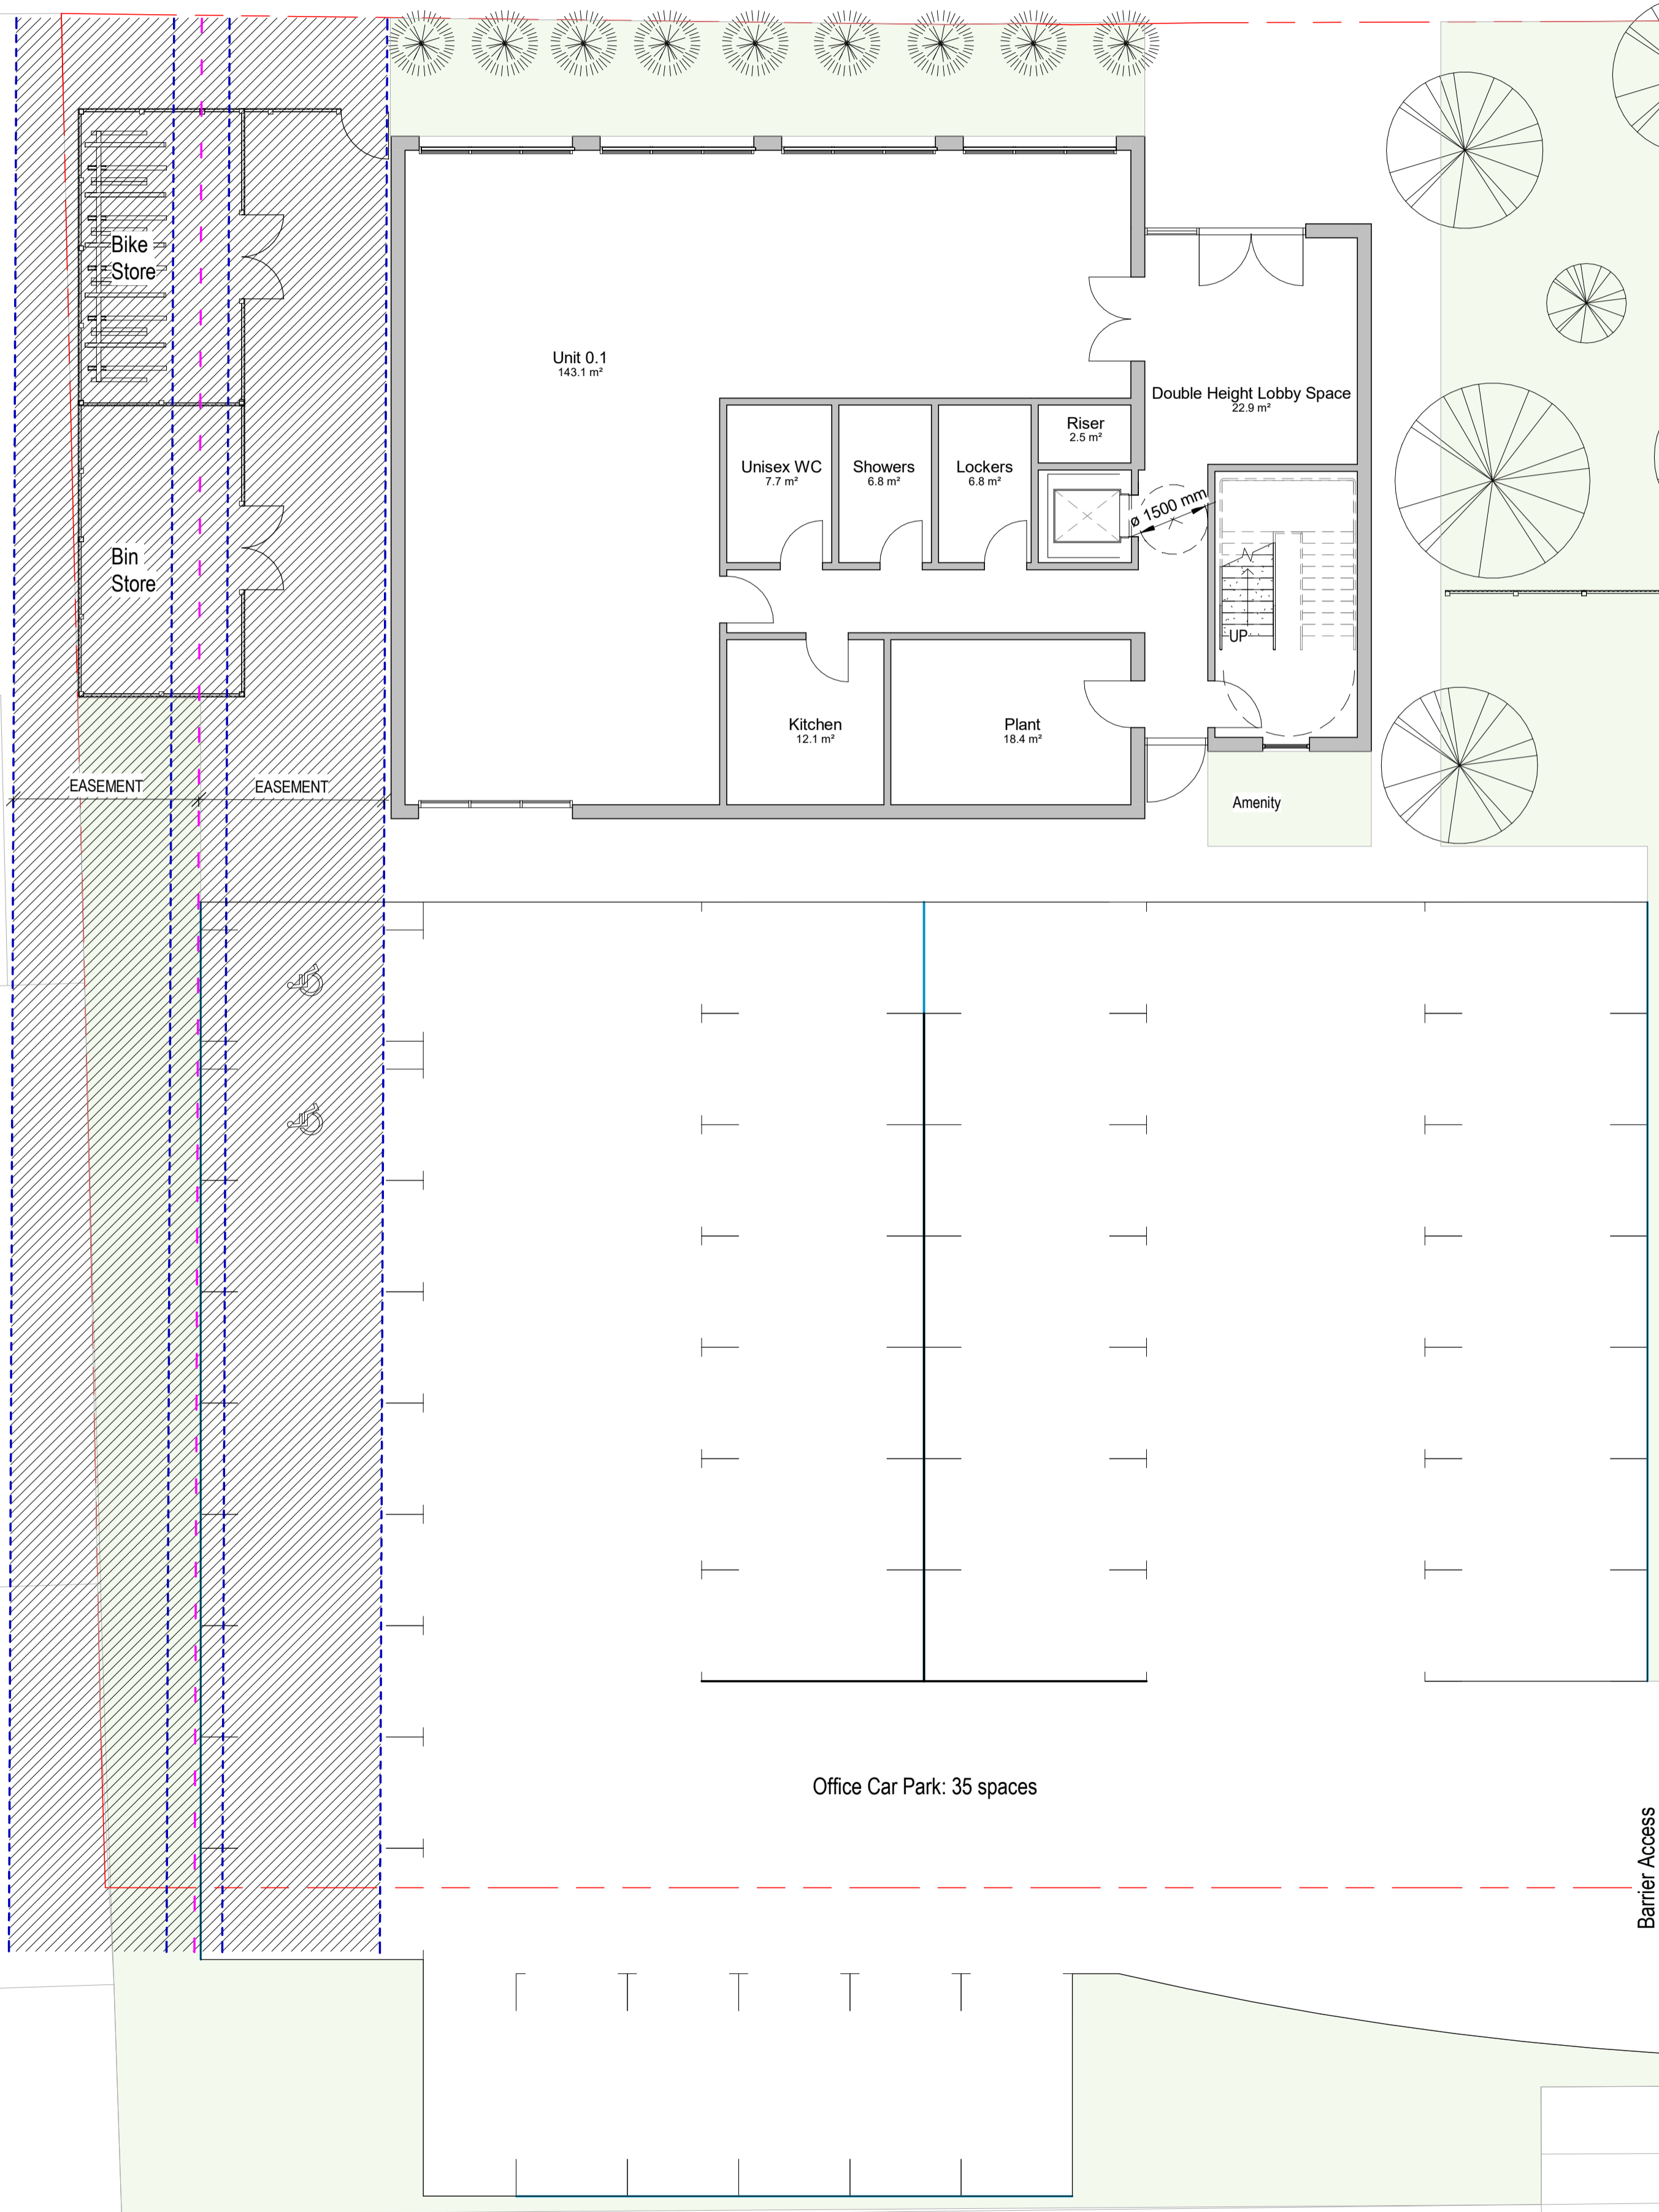 Bike
Store
Unit 0.1
143.1 m²
Double Height Lobby Space
22.9 m²
Riser
2.5 m²
Unisex WC
7.7 m²
Showers
6.8 m²
Lockers
6.8 m²
ø 1500 mm
Bin
Store
UP
Kitchen
12.1 m²
Plant
18.4 m²
EASEMENT
EASEMENT
Amenity
Office Car Park: 35 spaces
Barrier Access